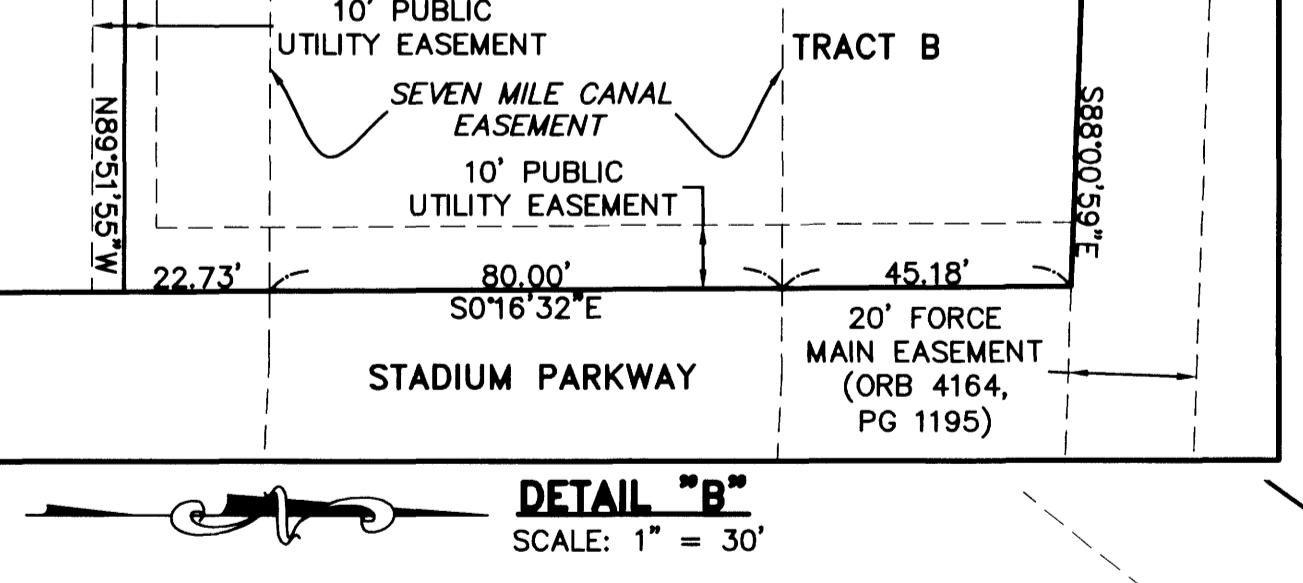 10' PUBLIC
UTILITY EASEMENT
TRACT B
SEVEN MILE CANAL
EASEMENT
N89°51'55"W
S88°00'59"E
10' PUBLIC
UTILITY EASEMENT
22.73'
80.00'
45.18'
S0°16'32"E
20' FORCE
MAIN EASEMENT
(ORB 4164,
PG 1195)
STADIUM PARKWAY
DETAIL "B"
SCALE: 1" = 30'